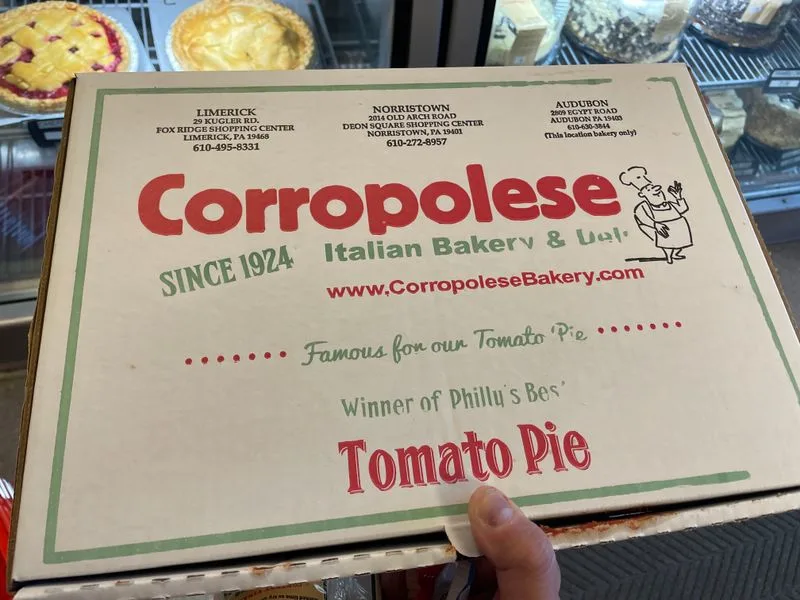 LIMERICK
29 KUGLER RD.
FOX RIDGE SHOPPING CENTER
LIMERICK, PA 19468
610-495-8331
NORRISTOWN
2014 OLD ARCH ROAD
DEON SQUARE SHOPPING CENTER
NORRISTOWN, PA 19401
610-272-8957
AUDUBON
2809 EGYPT ROAD
AUDUBON PA 19403
610-630-3844
(This location bakery only)
Corropolese
SINCE 1924
Italian Bakery & Deli
www.CorropoleseBakery.com
Famous for our Tomato Pie
Winner of Philly's Bes
Tomato Pie